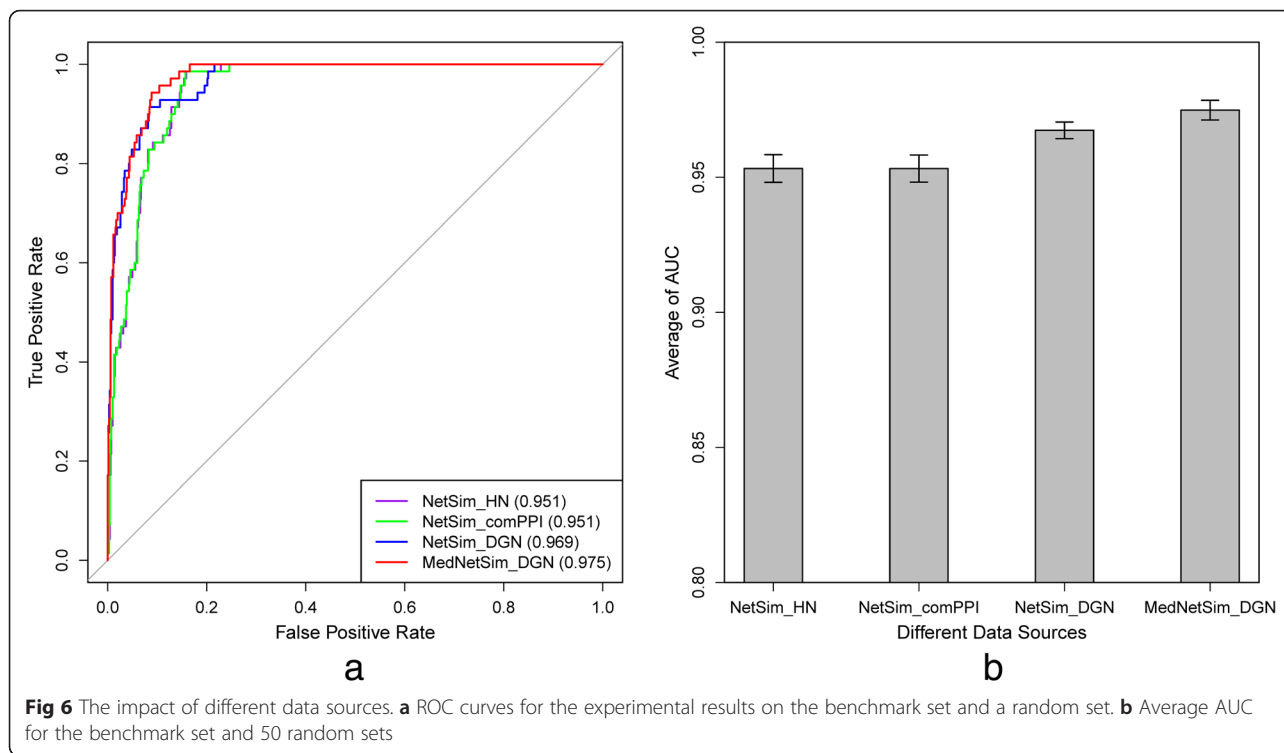 1.0
0.8
0.6
0.4
0.2
0.0
True Positive Rate
NetSim_HN (0.951)
NetSim_comPPI (0.951)
NetSim_DGN (0.969)
MedNetSim_DGN (0.975)
0.0 0.2 0.4 0.6 0.8 1.0
False Positive Rate
a
1.00
0.95
0.90
0.85
0.80
Average of AUC
NetSim_HN NetSim_comPPI NetSim_DGN MedNetSim_DGN
Different Data Sources
b
Fig 6 The impact of different data sources. a ROC curves for the experimental results on the benchmark set and a random set. b Average AUC
for the benchmark set and 50 random sets